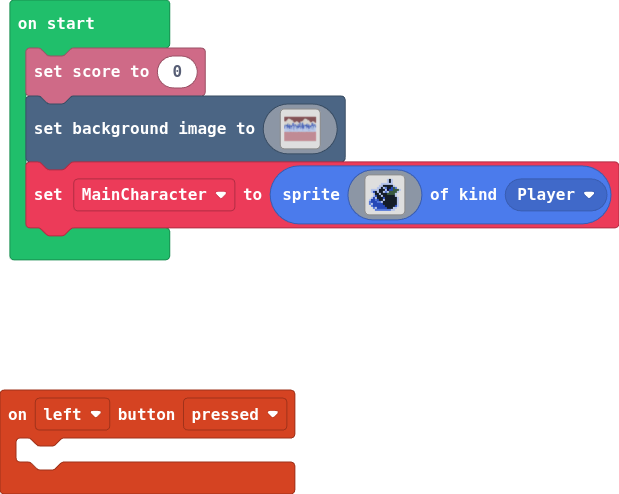 on start
set score to 0
set background image to
set MainCharacter to sprite of kind Player
on left button pressed